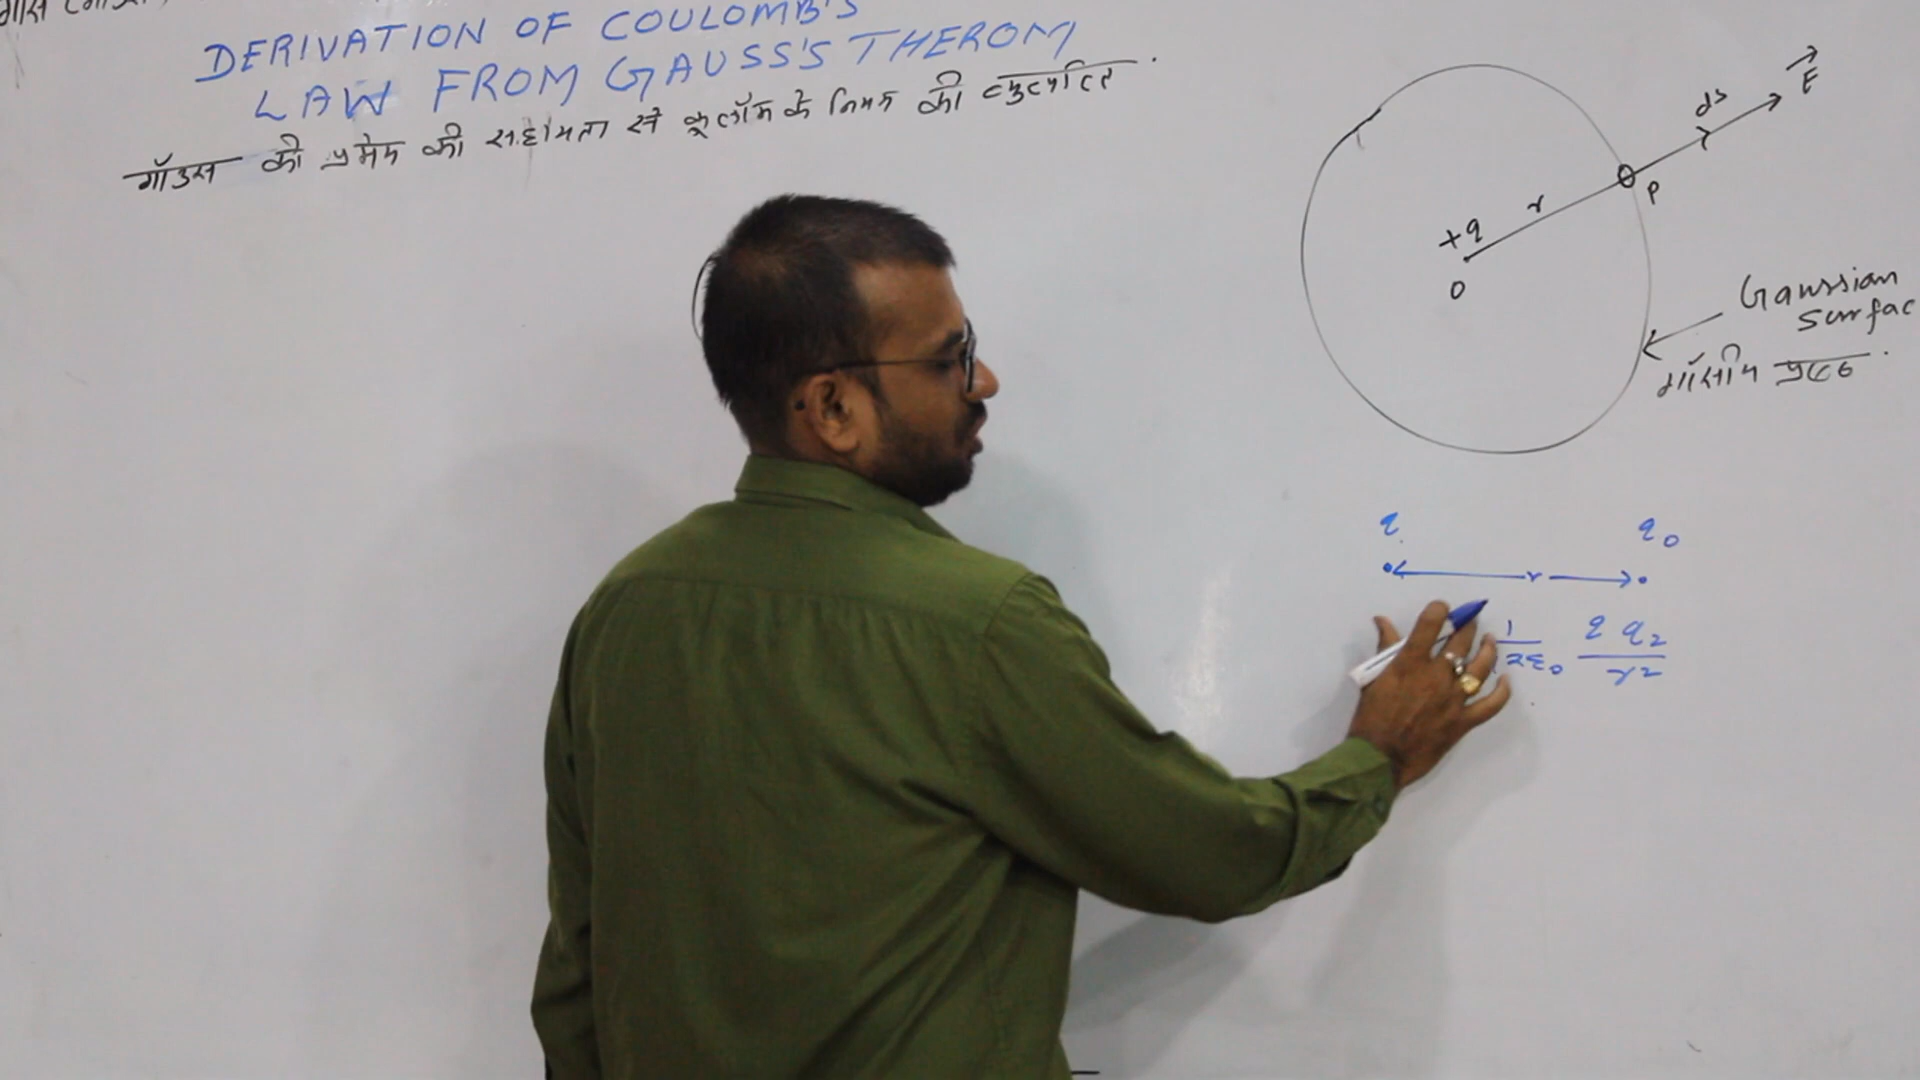 DERIVATION OF COULOMB'S
LAW FROM GAUSS'S THEROM
गॉउस की प्रमेय की सहायता से कूलॉम के नियम की व्युत्पत्ति
E
ds
P
r
+q
O
Gaussian
Surfac
गॉसीय पृष्ठ
q q0
r
1 q q2
πε0 r2